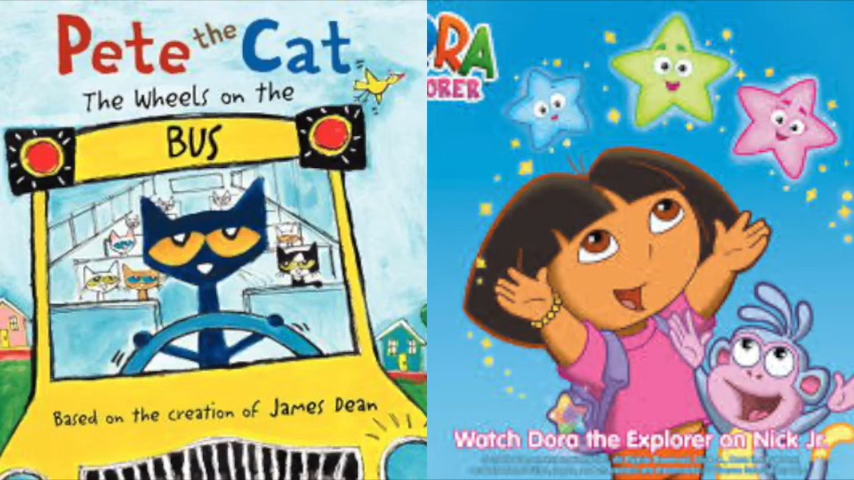 Pete the Cat
The Wheels on the
BUS
Based on the creation of James Dean
ORA
ORER
Watch Dora the Explorer on Nick Jr